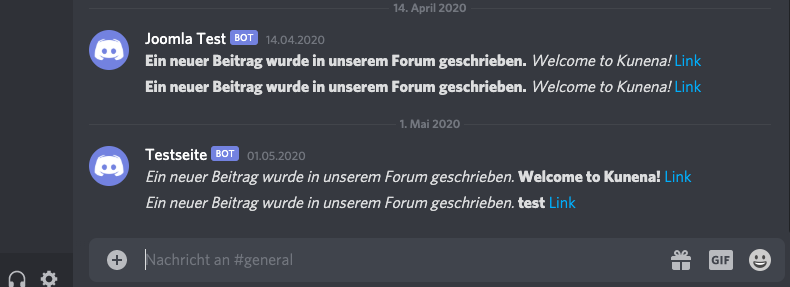 14. April 2020
Joomla Test BOT 14.04.2020
Ein neuer Beitrag wurde in unserem Forum geschrieben. Welcome to Kunena! Link
Ein neuer Beitrag wurde in unserem Forum geschrieben. Welcome to Kunena! Link
1. Mai 2020
Testseite BOT 01.05.2020
Ein neuer Beitrag wurde in unserem Forum geschrieben. Welcome to Kunena! Link
Ein neuer Beitrag wurde in unserem Forum geschrieben. test Link
Nachricht an #general GIF